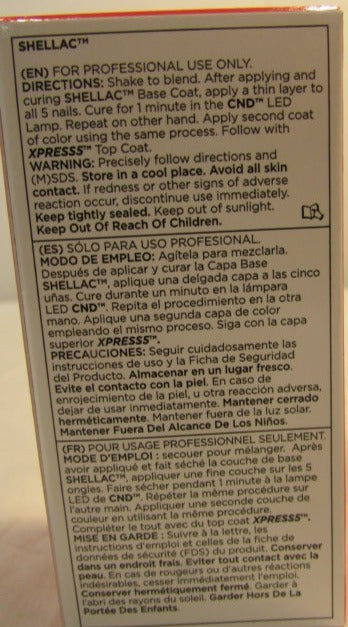 SHELLAC™
(EN) FOR PROFESSIONAL USE ONLY.
DIRECTIONS: Shake to blend. After applying and
curing SHELLAC™ Base Coat, apply a thin layer to
all 5 nails. Cure for 1 minute in the CND™ LED
Lamp. Repeat on other hand. Apply second coat
of color using the same process. Follow with
XPRESS5™ Top Coat.
WARNING: Precisely follow directions and
(M)SDS. Store in a cool place. Avoid all skin
contact. If redness or other signs of adverse
reaction occur, discontinue use immediately.
Keep tightly sealed. Keep out of sunlight.
Keep Out Of Reach Of Children.
(ES) SÓLO PARA USO PROFESIONAL.
MODO DE EMPLEO: Agítela para mezclarla.
Después de aplicar y curar la Capa Base
SHELLAC™, aplique una delgada capa a las cinco
uñas. Cure durante un minuto en la lámpara
LED CND™. Repita el procedimiento en la otra
mano. Aplique una segunda capa de color
empleando el mismo proceso. Siga con la capa
superior XPRESS5™.
PRECAUCIONES: Seguir cuidadosamente las
instrucciones de uso y la Ficha de Seguridad
del Producto. Almacenar en un lugar fresco.
Evite el contacto con la piel. En caso de
enrojecimiento de la piel, u otra reacción adversa,
dejar de usar inmediatamente. Mantener cerrado
herméticamente. Mantener fuera de la luz solar.
Mantener Fuera Del Alcance De Los Niños.
(FR) POUR USAGE PROFESSIONNEL SEULEMENT.
MODE D'EMPLOI : secouer pour mélanger. Après
avoir appliqué et fait séché la couche de base
SHELLAC™, appliquer une fine couche sur les 5
ongles. Faire sécher pendant 1 minute à la lampe
LED de CND™. Répéter la même procédure sur
l'autre main. Appliquer une seconde couche de
couleur en utilisant la même procédure.
Compléter le tout avec du top coat XPRESS5™.
MISE EN GARDE : Suivre à la lettre, les
instructions d'emploi et celles de la fiche de
données de sécurité (FDS) du produit. Conserver
dans un endroit frais. Eviter tout contact avec la
peau. En cas de rougeurs ou d'autres réactions
indésirables, cesser immédiatement l'emploi.
Conserver hermétiquement fermé. Garder à
l'abri des rayons du soleil. Garder Hors De La
Portée Des Enfants.